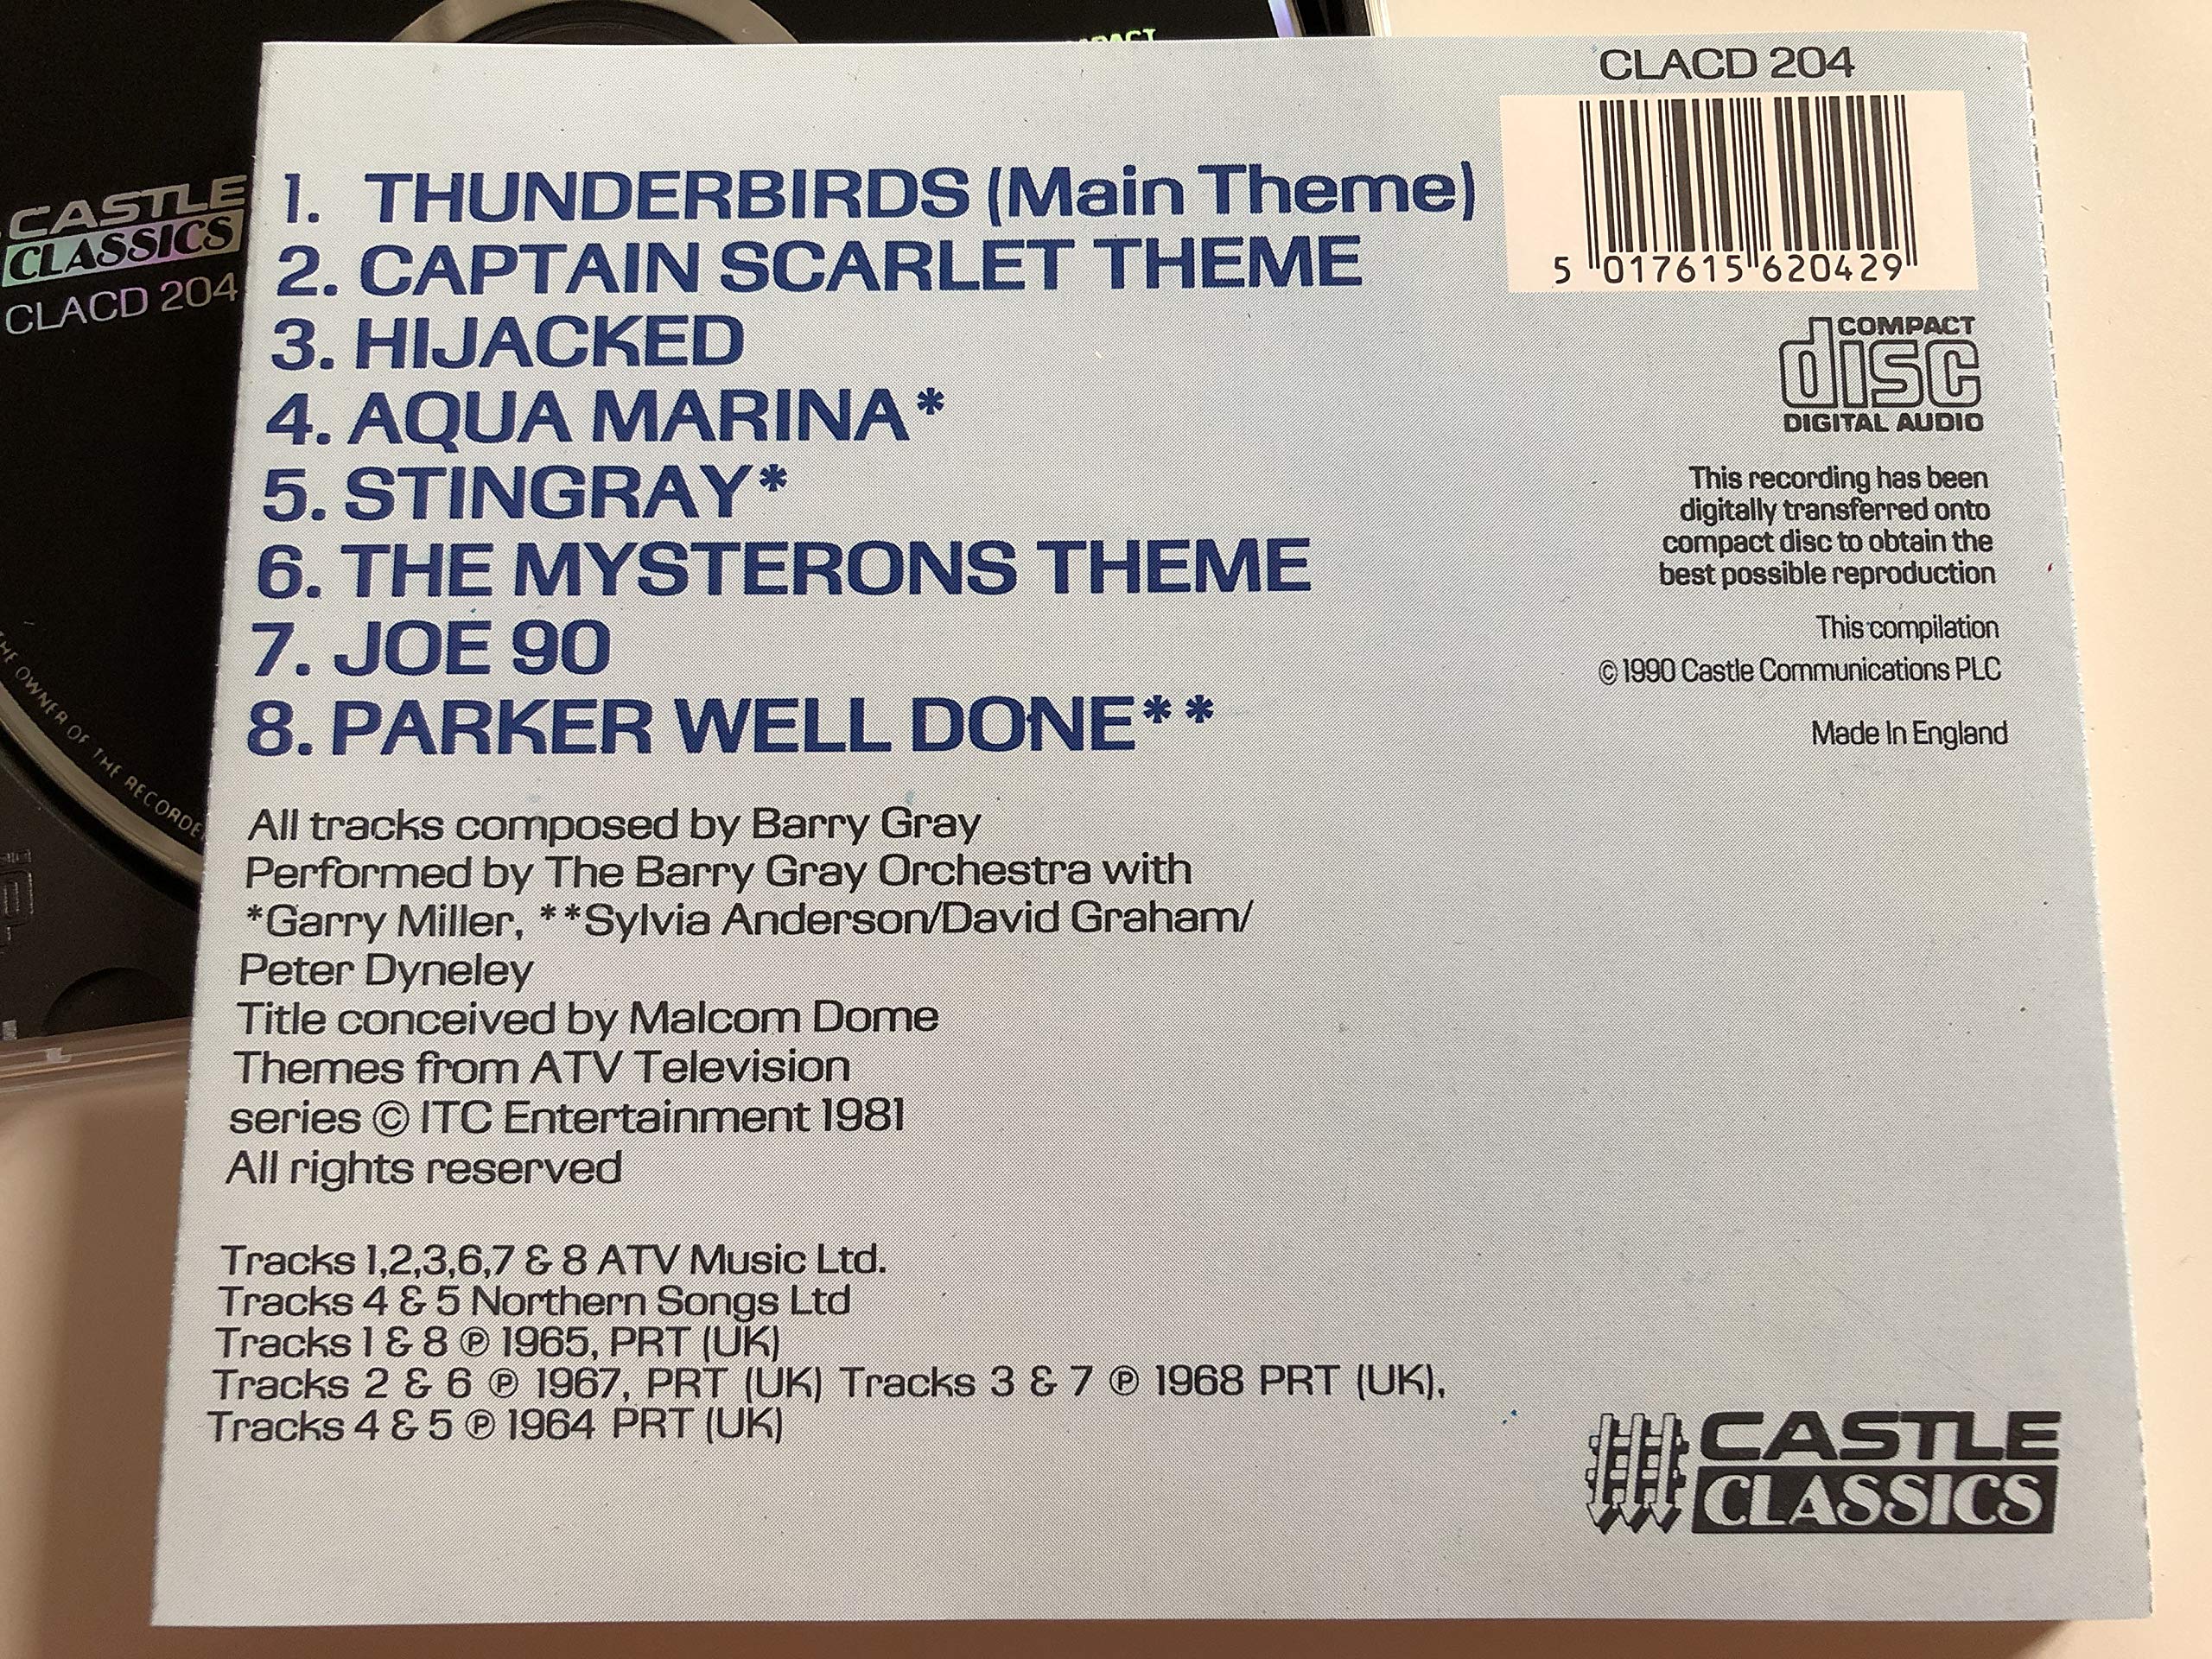 CLACD 204
5 017615 620429
1. THUNDERBIRDS (Main Theme)
2. CAPTAIN SCARLET THEME
3. HIJACKED
4. AQUA MARINA*
5. STINGRAY*
6. THE MYSTERONS THEME
7. JOE 90
8. PARKER WELL DONE**
COMPACT
disc
DIGITAL AUDIO
This recording has been
digitally transferred onto
compact disc to obtain the
best possible reproduction
This compilation
© 1990 Castle Communications PLC
Made In England
All tracks composed by Barry Gray
Performed by The Barry Gray Orchestra with
*Garry Miller, **Sylvia Anderson/David Graham/
Peter Dyneley
Title conceived by Malcom Dome
Themes from ATV Television
series © ITC Entertainment 1981
All rights reserved
Tracks 1,2,3,6,7 & 8 ATV Music Ltd.
Tracks 4 & 5 Northern Songs Ltd
Tracks 1 & 8 ℗ 1965, PRT (UK)
Tracks 2 & 6 ℗ 1967, PRT (UK) Tracks 3 & 7 ℗ 1968 PRT (UK),
Tracks 4 & 5 ℗ 1964 PRT (UK)
CASTLE
CLASSICS
CASTLE
CLASSICS
CLACD 204
OWNER OF THE